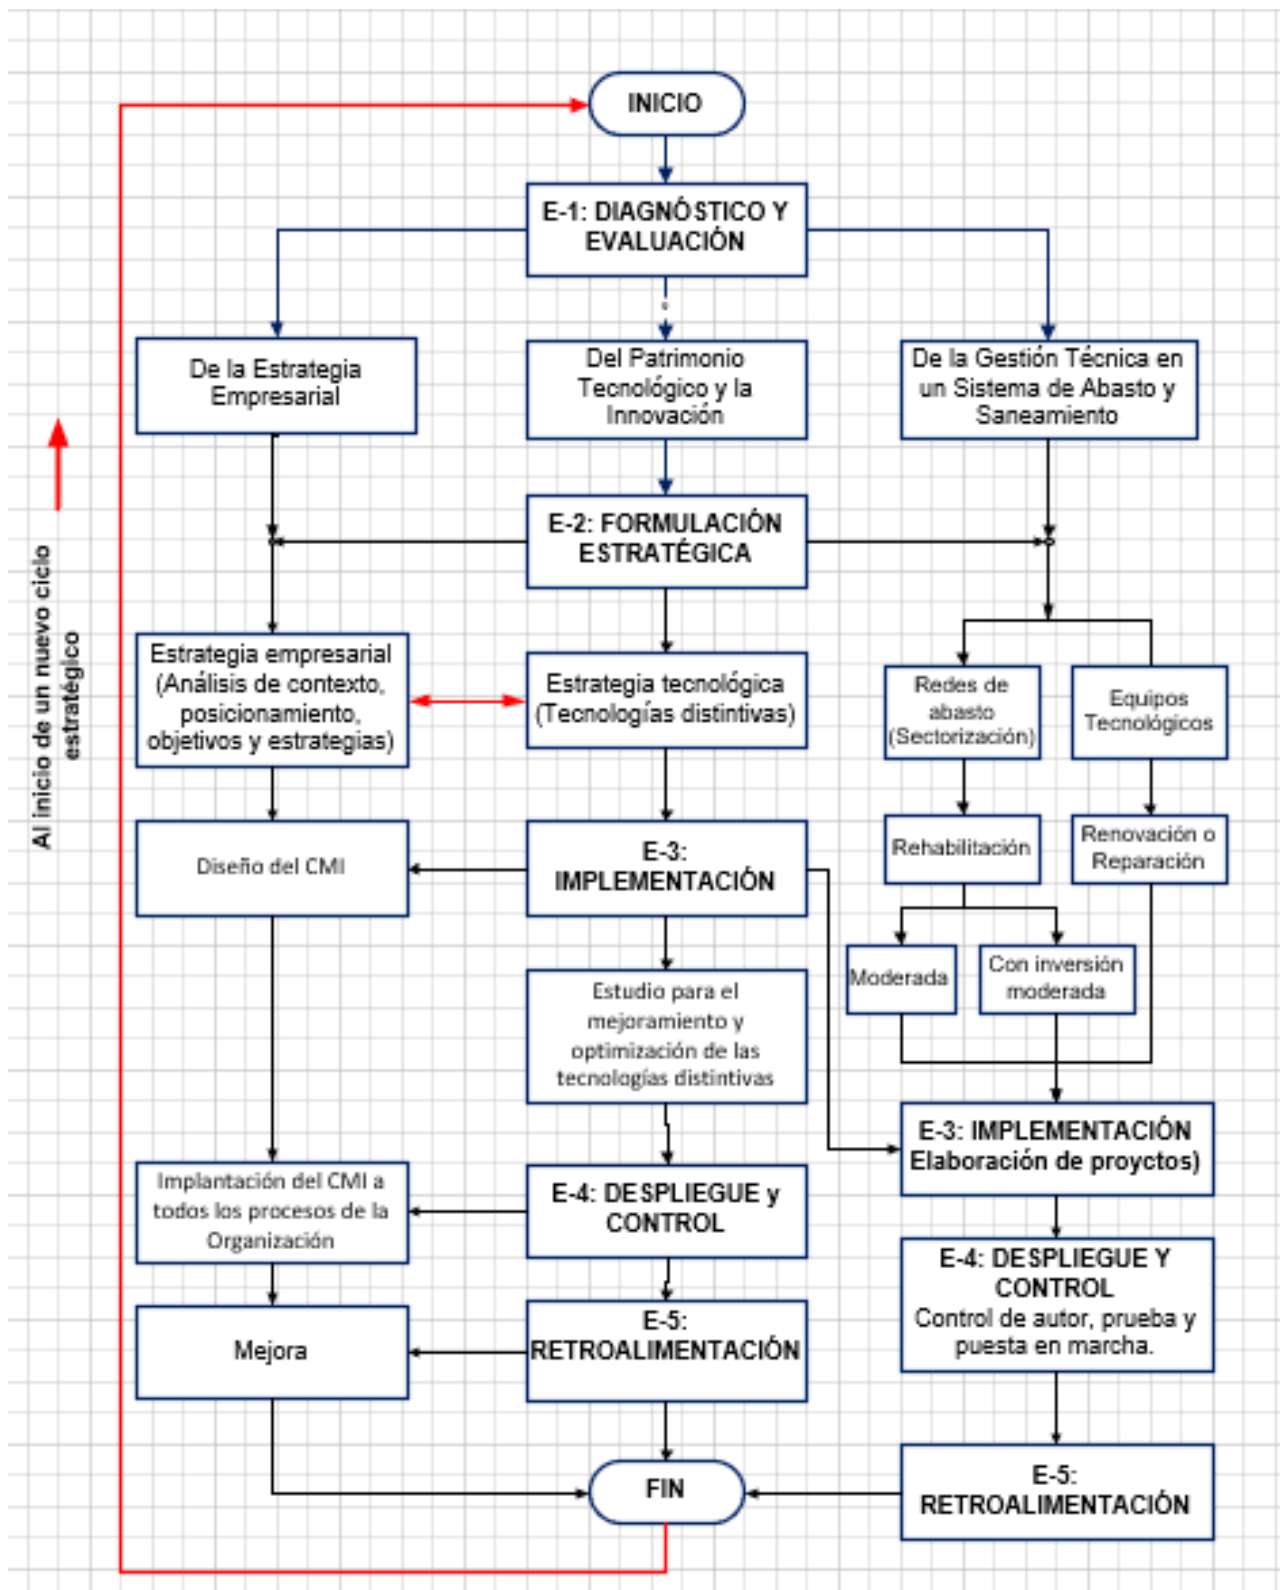 INICIO
E-1: DIAGNÓSTICO Y
EVALUACIÓN
De la Estrategia
Empresarial
Del Patrimonio
Tecnológico y la
Innovación
De la Gestión Técnica en
un Sistema de Abasto y
Saneamiento
E-2: FORMULACIÓN
ESTRATÉGICA
Al inicio de un nuevo ciclo
estratégico
Estrategia empresarial
(Análisis de contexto,
posicionamiento,
objetivos y estrategias)
Estrategia tecnológica
(Tecnologías distintivas)
Redes de
abasto
(Sectorización)
Equipos
Tecnológicos
Diseño del CMI
E-3:
IMPLEMENTACIÓN
Rehabilitación
Renovación o
Reparación
Moderada
Con inversión
moderada
Estudio para el
mejoramiento y
optimización de las
tecnologías distintivas
E-3: IMPLEMENTACIÓN
Elaboración de proyctos)
Implantación del CMI a
todos los procesos de la
Organización
E-4: DESPLIEGUE y
CONTROL
E-4: DESPLIEGUE Y
CONTROL
Control de autor, prueba y
puesta en marcha.
Mejora
E-5:
RETROALIMENTACIÓN
FIN
E-5:
RETROALIMENTACIÓN